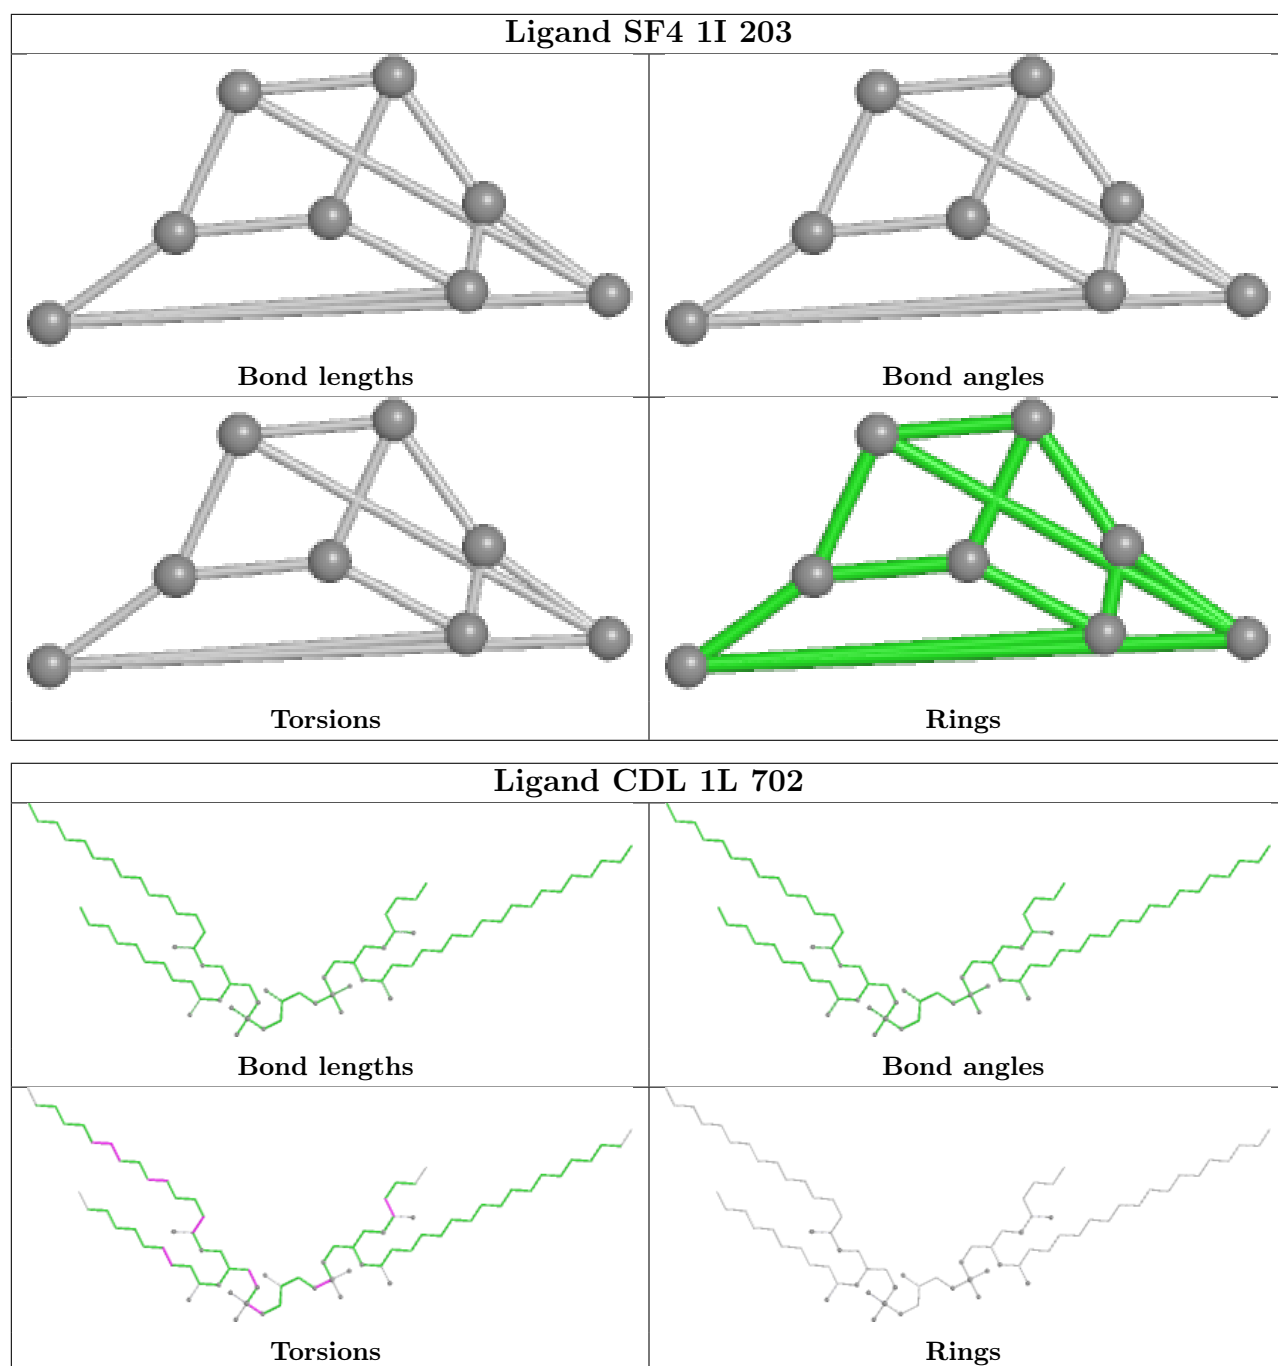 Ligand SF4 1I 203
Bond lengths
Bond angles
Torsions
Rings
Ligand CDL 1L 702
Bond lengths
Bond angles
Torsions
Rings